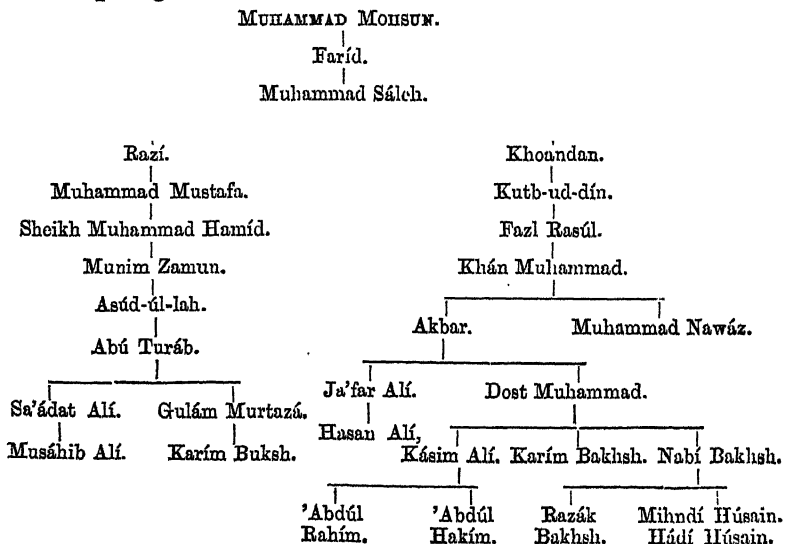 MUHAMMAD MOHSUN.
Faríd.
Muhammad Sáleh.
Razí. Khoandan.
Muhammad Mustafa. Kutb-ud-dín.
Sheikh Muhammad Hamíd. Fazl Rasúl.
Munim Zamun. Khán Muhammad.
Asúd-úl-lah.
Akbar. Muhammad Nawáz.
Abú Turáb.
Ja'far Alí. Dost Muhammad.
Sa'ádat Alí. Gulám Murtazá.
Hasan Alí,
Musáhib Alí. Karím Buksh. Kásim Alí. Karím Bakhsh. Nabí Bakhsh.
'Abdúl 'Abdúl Razák Mihndí Húsain.
Rahím. Hakím. Bakhsh. Hádí Húsain.